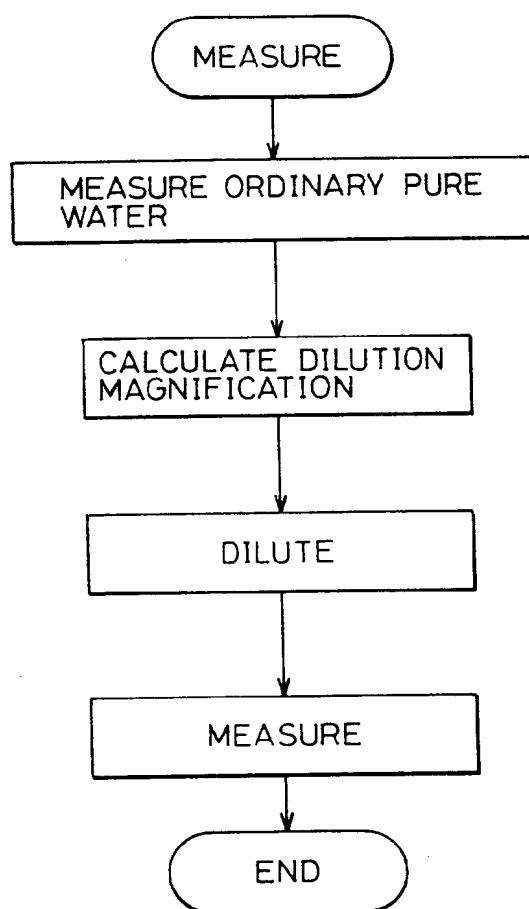 MEASURE
MEASURE ORDINARY PURE
WATER
CALCULATE DILUTION
MAGNIFICATION
DILUTE
MEASURE
END